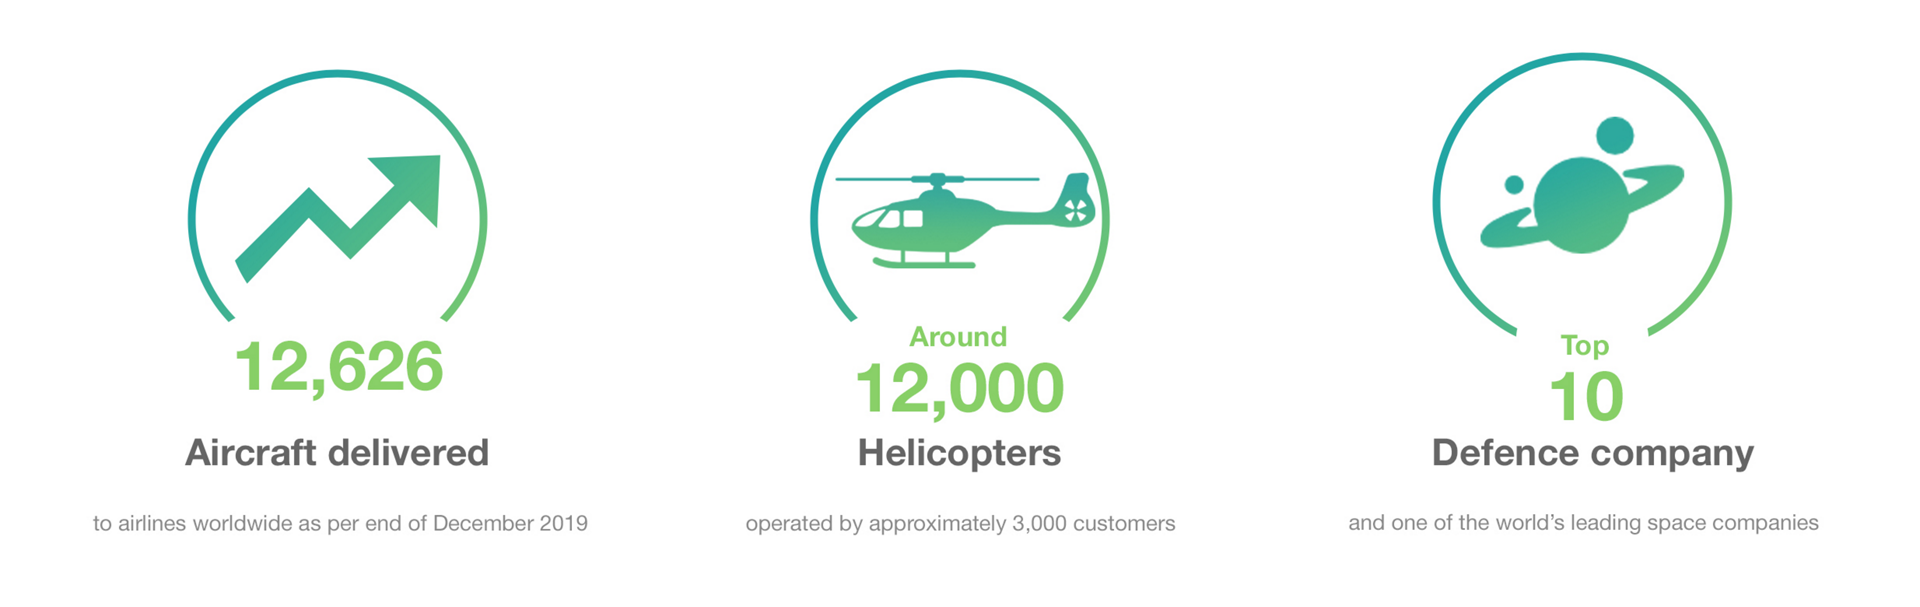 12,626
Aircraft delivered
to airlines worldwide as per end of December 2019
Around
12,000
Helicopters
operated by approximately 3,000 customers
Top
10
Defence company
and one of the world’s leading space companies